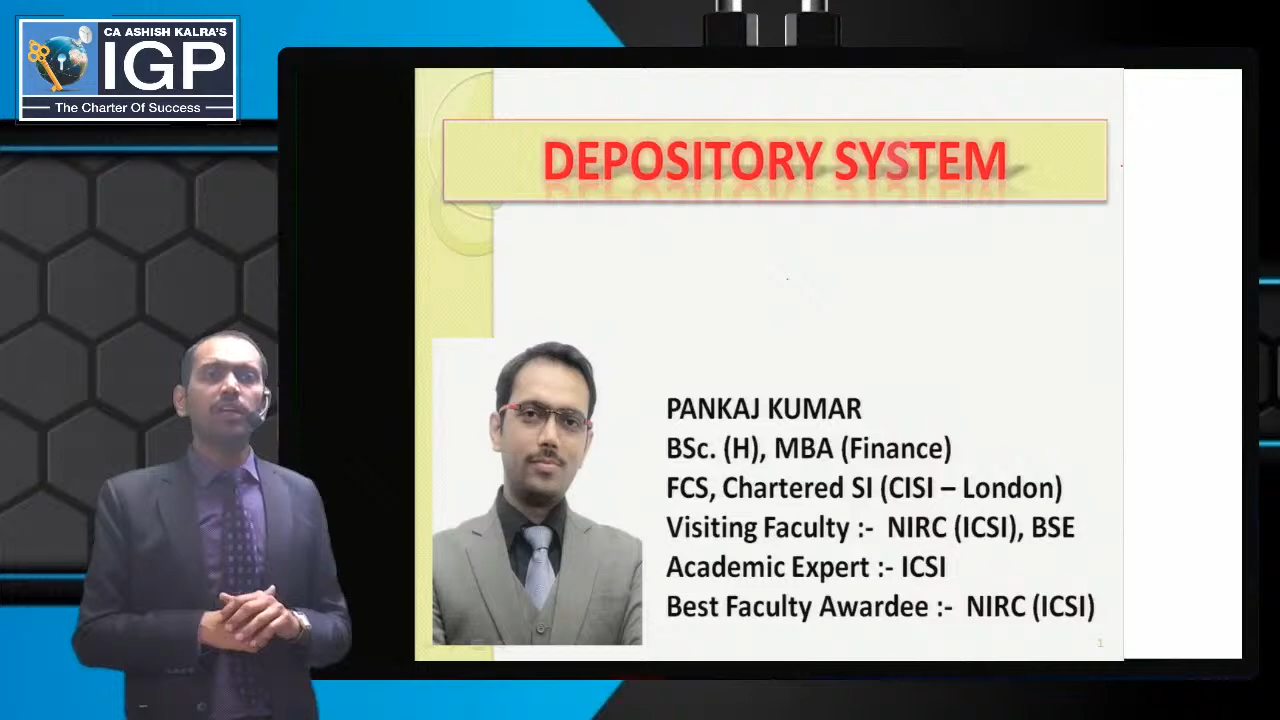 CA ASHISH KALRA'S
IGP
The Charter Of Success
DEPOSITORY SYSTEM
PANKAJ KUMAR
BSc. (H), MBA (Finance)
FCS, Chartered SI (CISI – London)
Visiting Faculty :-  NIRC (ICSI), BSE
Academic Expert :- ICSI
Best Faculty Awardee :-  NIRC (ICSI)
1